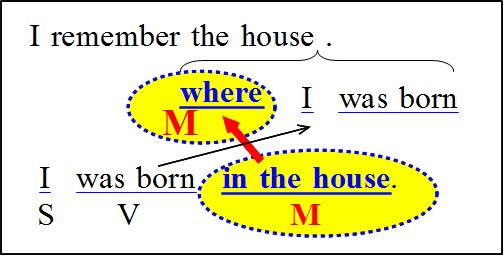 I remember the house .
where I was born
M
I was born in the house.
S V M